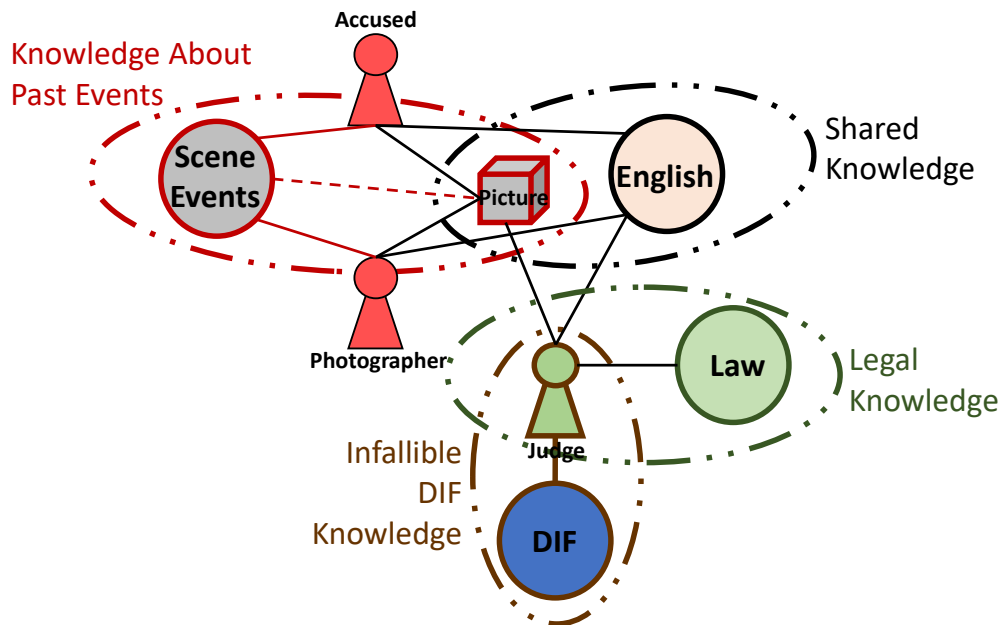 Accused
Knowledge About
Past Events
Shared
Knowledge
Scene
Events
Picture
English
Photographer
Law
Legal
Knowledge
Judge
Infallible
DIF
Knowledge
DIF